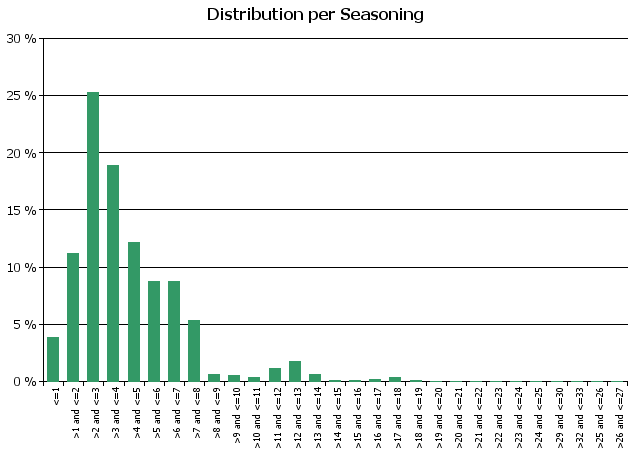 Distribution per Seasoning
30 %
25 %
20 %
15 %
10 %
5 %
0 %
<=1
>1 and <=2
>2 and <=3
>3 and <=4
>4 and <=5
>5 and <=6
>6 and <=7
>7 and <=8
>8 and <=9
>9 and <=10
>10 and <=11
>11 and <=12
>12 and <=13
>13 and <=14
>14 and <=15
>15 and <=16
>16 and <=17
>17 and <=18
>18 and <=19
>19 and <=20
>20 and <=21
>21 and <=22
>22 and <=23
>23 and <=24
>24 and <=25
>29 and <=30
>32 and <=33
>25 and <=26
>26 and <=27